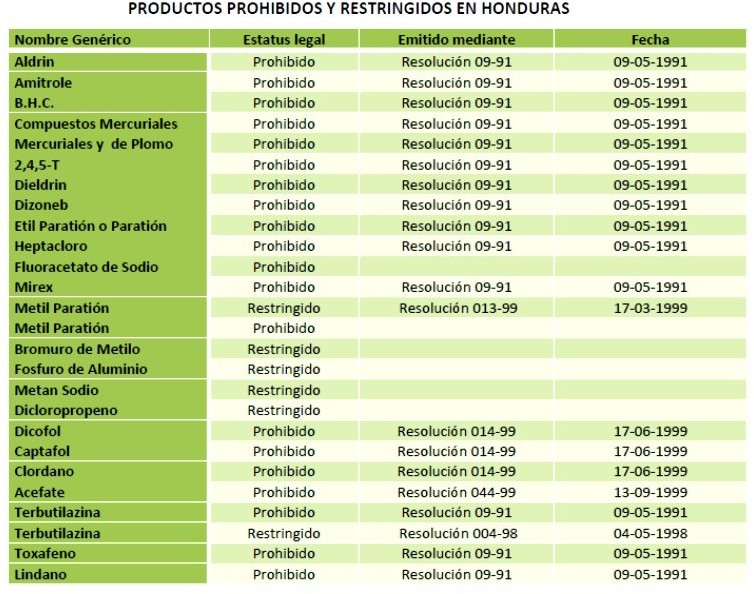 PRODUCTOS PROHIBIDOS Y RESTRINGIDOS EN HONDURAS
Nombre Genérico Estatus legal Emitido mediante Fecha
Aldrin Prohibido Resolución 09-91 09-05-1991
Amitrole Prohibido Resolución 09-91 09-05-1991
B.H.C. Prohibido Resolución 09-91 09-05-1991
Compuestos Mercuriales Prohibido Resolución 09-91 09-05-1991
Mercuriales y de Plomo Prohibido Resolución 09-91 09-05-1991
2,4,5-T Prohibido Resolución 09-91 09-05-1991
Dieldrin Prohibido Resolución 09-91 09-05-1991
Dizoneb Prohibido Resolución 09-91 09-05-1991
Etil Paratión o Paratión Prohibido Resolución 09-91 09-05-1991
Heptacloro Prohibido Resolución 09-91 09-05-1991
Fluoracetato de Sodio Prohibido
Mirex Prohibido Resolución 09-91 09-05-1991
Metil Paratión Restringido Resolución 013-99 17-03-1999
Metil Paratión Prohibido
Bromuro de Metilo Restringido
Fosfuro de Aluminio Restringido
Metan Sodio Restringido
Dicloropropeno Restringido
Dicofol Prohibido Resolución 014-99 17-06-1999
Captafol Prohibido Resolución 014-99 17-06-1999
Clordano Prohibido Resolución 014-99 17-06-1999
Acefate Prohibido Resolución 044-99 13-09-1999
Terbutilazina Prohibido Resolución 09-91 09-05-1991
Terbutilazina Restringido Resolución 004-98 04-05-1998
Toxafeno Prohibido Resolución 09-91 09-05-1991
Lindano Prohibido Resolución 09-91 09-05-1991